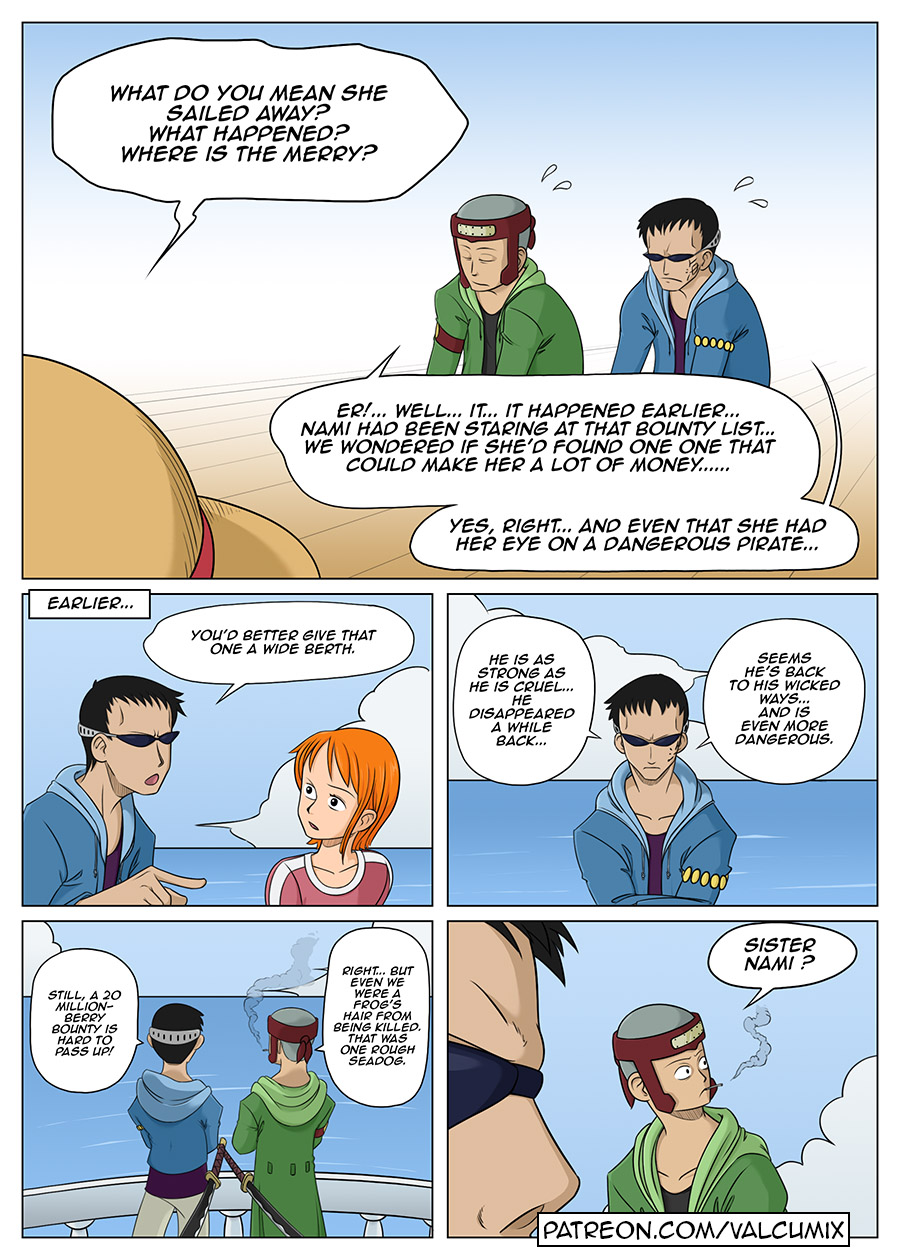 WHAT DO YOU MEAN SHE
SAILED AWAY?
WHAT HAPPENED?
WHERE IS THE MERRY?
ER!... WELL... IT... IT HAPPENED EARLIER...
NAMI HAD BEEN STARING AT THAT BOUNTY LIST...
WE WONDERED IF SHE'D FOUND ONE ONE THAT
COULD MAKE HER A LOT OF MONEY......
YES, RIGHT... AND EVEN THAT SHE HAD
HER EYE ON A DANGEROUS PIRATE...
EARLIER...
YOU'D BETTER GIVE THAT
ONE A WIDE BERTH.
HE IS AS
STRONG AS
HE IS CRUEL...
HE
DISAPPEARED
A WHILE
BACK...
SEEMS
HE'S BACK
TO HIS WICKED
WAYS...
AND IS
EVEN MORE
DANGEROUS.
STILL, A 20
MILLION-
BERRY
BOUNTY IS
HARD TO
PASS UP!
RIGHT... BUT
EVEN WE
WERE A
FROG'S
HAIR FROM
BEING KILLED.
THAT WAS
ONE ROUGH
SEADOG.
SISTER
NAMI ?
PATREON.COM/VALCUMIX